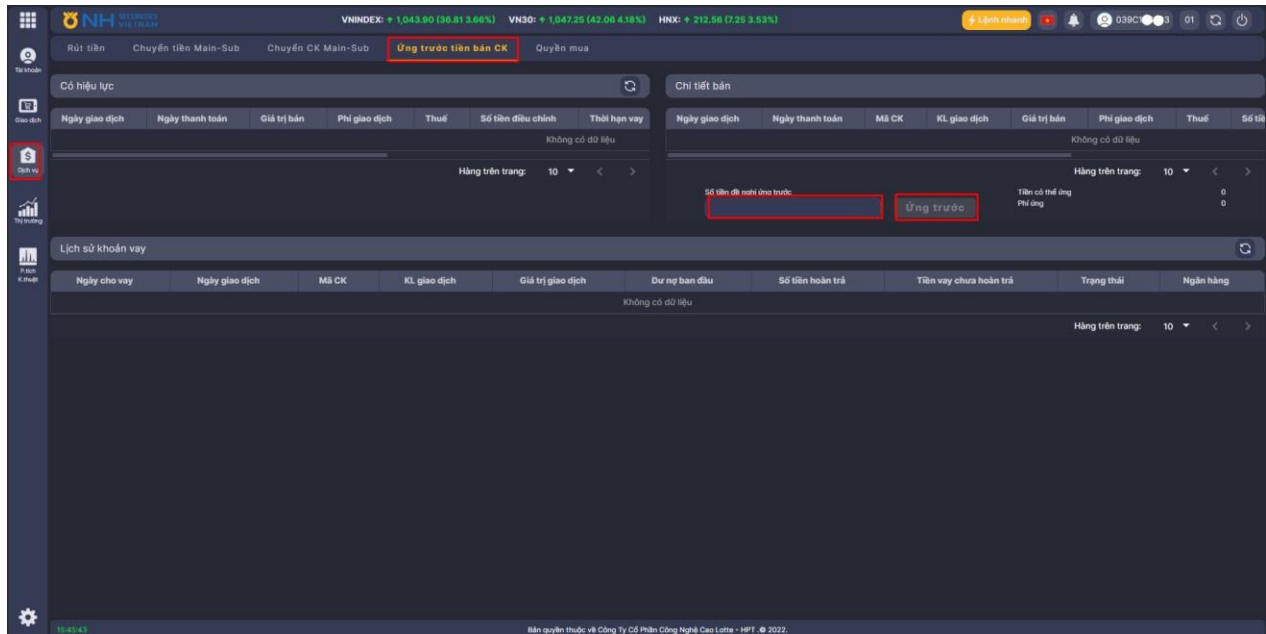 NH SECURITIES VIETNAM
VNINDEX: 1,043.90 (36.81 3.66%) VN30: 1,047.25 (42.06 4.18%) HNX: 212.56 (7.25 3.53%)
Lệnh nhanh
039C1 3 01
Rút tiền Chuyển tiền Main-Sub Chuyển CK Main-Sub Ứng trước tiền bán CK Quyền mua
Tài khoản
Giao dịch
Dịch vụ
Thị trường
P.tích
K.thuật
Có hiệu lực
Ngày giao dịch Ngày thanh toán Giá trị bán Phí giao dịch Thuế Số tiền điều chỉnh Thời hạn vay
Không có dữ liệu
Hàng trên trang: 10
Chi tiết bán
Ngày giao dịch Ngày thanh toán Mã CK KL giao dịch Giá trị bán Phí giao dịch Thuế Số tiề
Không có dữ liệu
Hàng trên trang: 10
Số tiền đề nghị ứng trước
Ứng trước
Tiền có thể ứng 0
Phí ứng 0
Lịch sử khoản vay
Ngày cho vay Ngày giao dịch Mã CK KL giao dịch Giá trị giao dịch Dư nợ ban đầu Số tiền hoàn trả Tiền vay chưa hoàn trả Trạng thái Ngân hàng
Không có dữ liệu
Hàng trên trang: 10
15:45:43
Bản quyền thuộc về Công Ty Cổ Phần Công Nghệ Cao Lotte - HPT .© 2022.